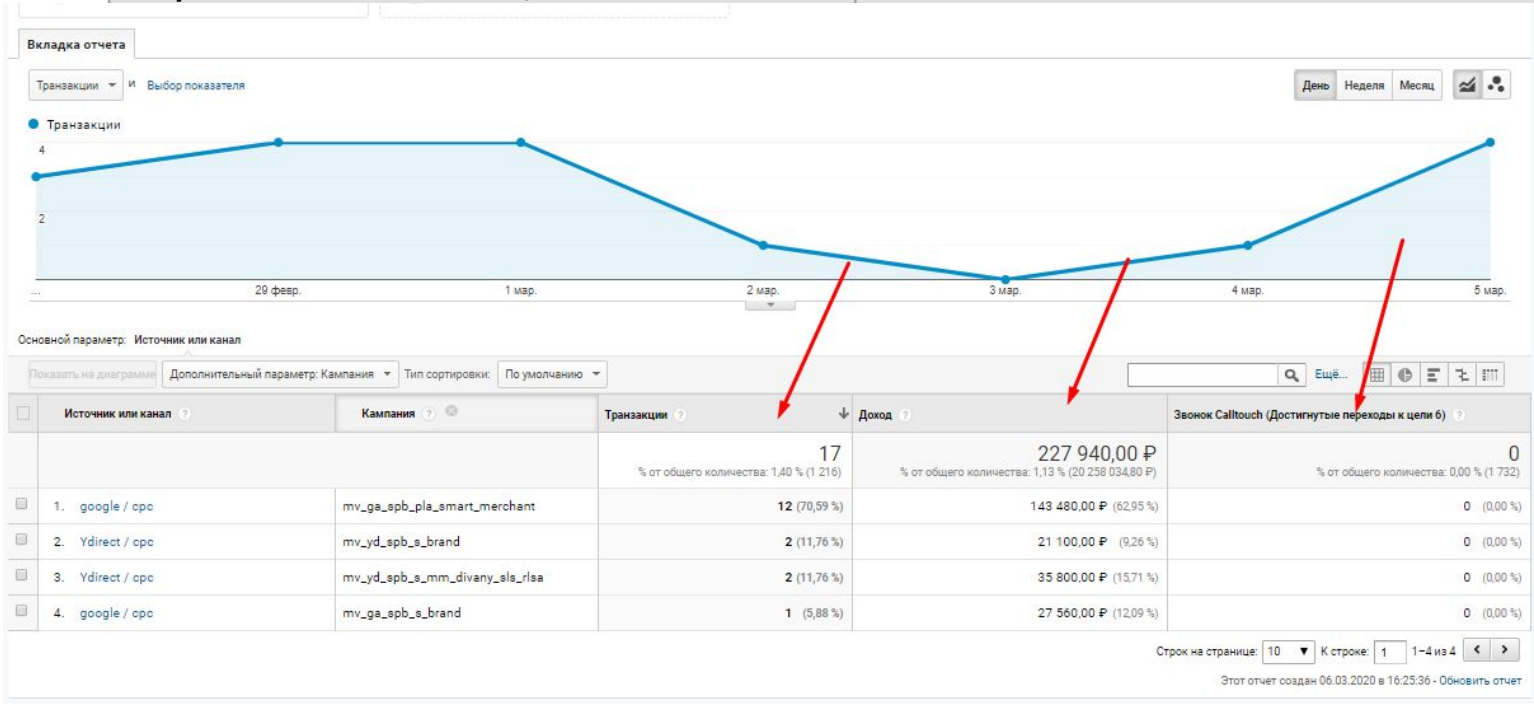 Вкладка отчета
Транзакции и Выбор показателя День Неделя Месяц
Транзакции
4
2
... 29 февр. 1 мар. 2 мар. 3 мар. 4 мар. 5 мар.
Основной параметр: Источник или канал
Показать на диаграмме Дополнительный параметр: Кампания Тип сортировки: По умолчанию Ещё...
Источник или канал ? Кампания ? Транзакции ? Доход ? Звонок Calltouch (Достигнутые переходы к цели 6) ?
17 227 940,00 ₽ 0
% от общего количества: 1,40 % (1 216) % от общего количества: 1,13 % (20 258 034,80 ₽) % от общего количества: 0,00 % (1 732)
1. google / cpc mv_ga_spb_pla_smart_merchant 12 (70,59 %) 143 480,00 ₽ (62,95 %) 0 (0,00 %)
2. Ydirect / cpc mv_yd_spb_s_brand 2 (11,76 %) 21 100,00 ₽ (9,26 %) 0 (0,00 %)
3. Ydirect / cpc mv_yd_spb_s_mm_divany_sls_rlsa 2 (11,76 %) 35 800,00 ₽ (15,71 %) 0 (0,00 %)
4. google / cpc mv_ga_spb_s_brand 1 (5,88 %) 27 560,00 ₽ (12,09 %) 0 (0,00 %)
Строк на странице: 10 К строке: 1 1–4 из 4
Этот отчет создан 06.03.2020 в 16:25:36 - Обновить отчет